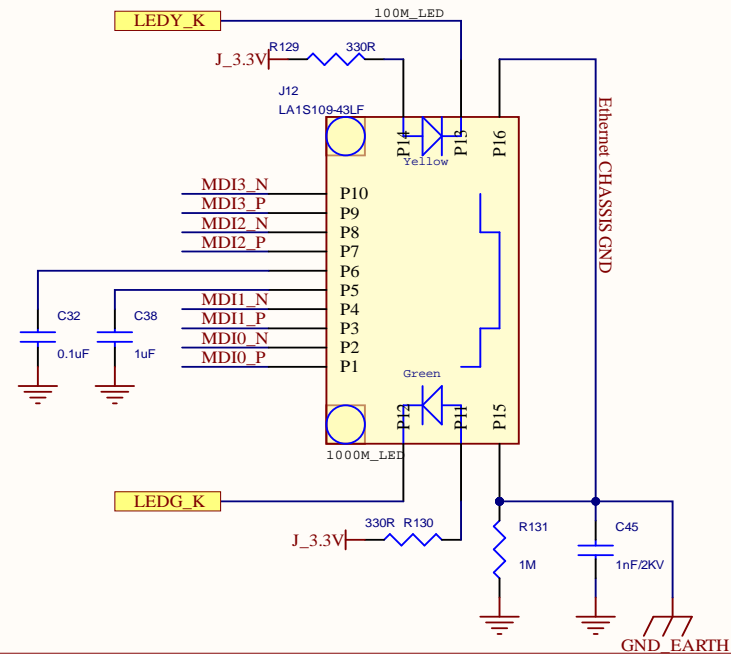 LEDY_K
100M_LED
R129
330R
J_3.3V
J12
LA1S109-43LF
P14
P13
P16
Yellow
Ethernet CHASSIS GND
MDI3_N
P10
MDI3_P
P9
MDI2_N
P8
MDI2_P
P7
P6
P5
C32
C38
MDI1_N
P4
MDI1_P
P3
0.1uF
1uF
MDI0_N
P2
MDI0_P
P1
Green
P12
P11
P15
1000M_LED
LEDG_K
330R
R130
J_3.3V
R131
C45
1M
1nF/2KV
GND_EARTH